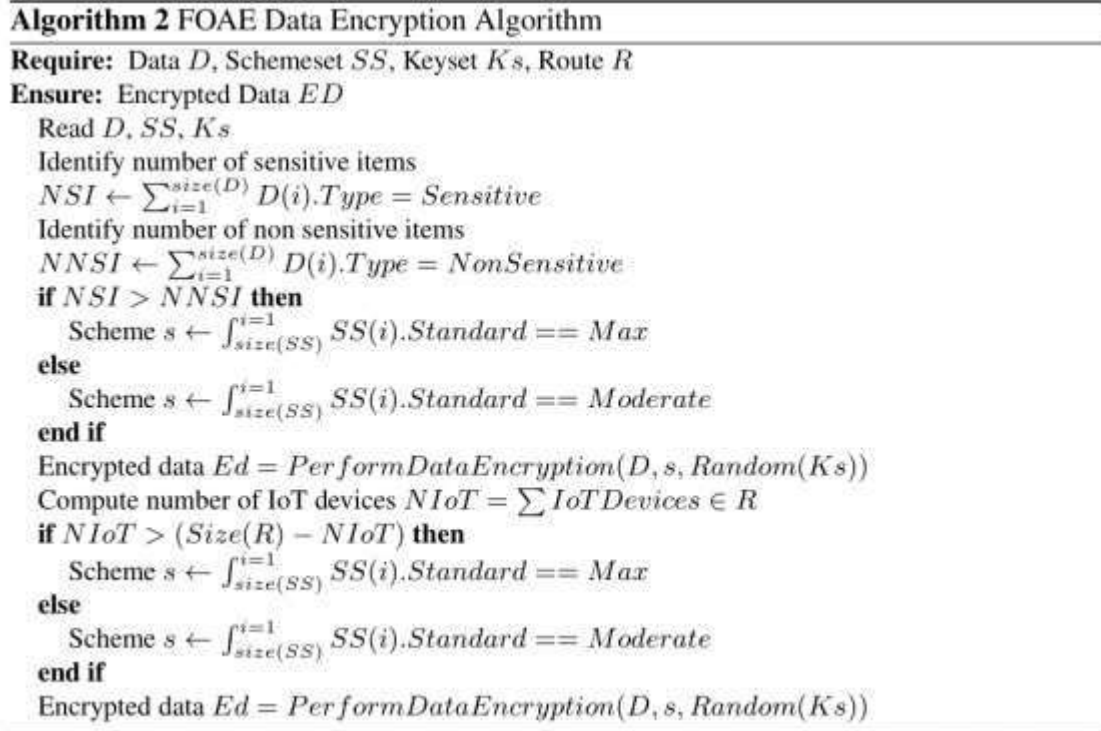 Algorithm 2 FOAE Data Encryption Algorithm
Require: Data D, Schemeset SS, Keyset Ks, Route R
Ensure: Encrypted Data ED
Read D, SS, Ks
Identify number of sensitive items
NSI ← ∑_{i=1}^{size(D)} D(i).Type = Sensitive
Identify number of non sensitive items
NNSI ← ∑_{i=1}^{size(D)} D(i).Type = NonSensitive
if NSI > NNSI then
Scheme s ← ∫_{size(SS)}^{i=1} SS(i).Standard == Max
else
Scheme s ← ∫_{size(SS)}^{i=1} SS(i).Standard == Moderate
end if
Encrypted data Ed = PerformDataEncryption(D, s, Random(Ks))
Compute number of IoT devices NIoT = ∑ IoTDevices ∈ R
if NIoT > (Size(R) − NIoT) then
Scheme s ← ∫_{size(SS)}^{i=1} SS(i).Standard == Max
else
Scheme s ← ∫_{size(SS)}^{i=1} SS(i).Standard == Moderate
end if
Encrypted data Ed = PerformDataEncryption(D, s, Random(Ks))